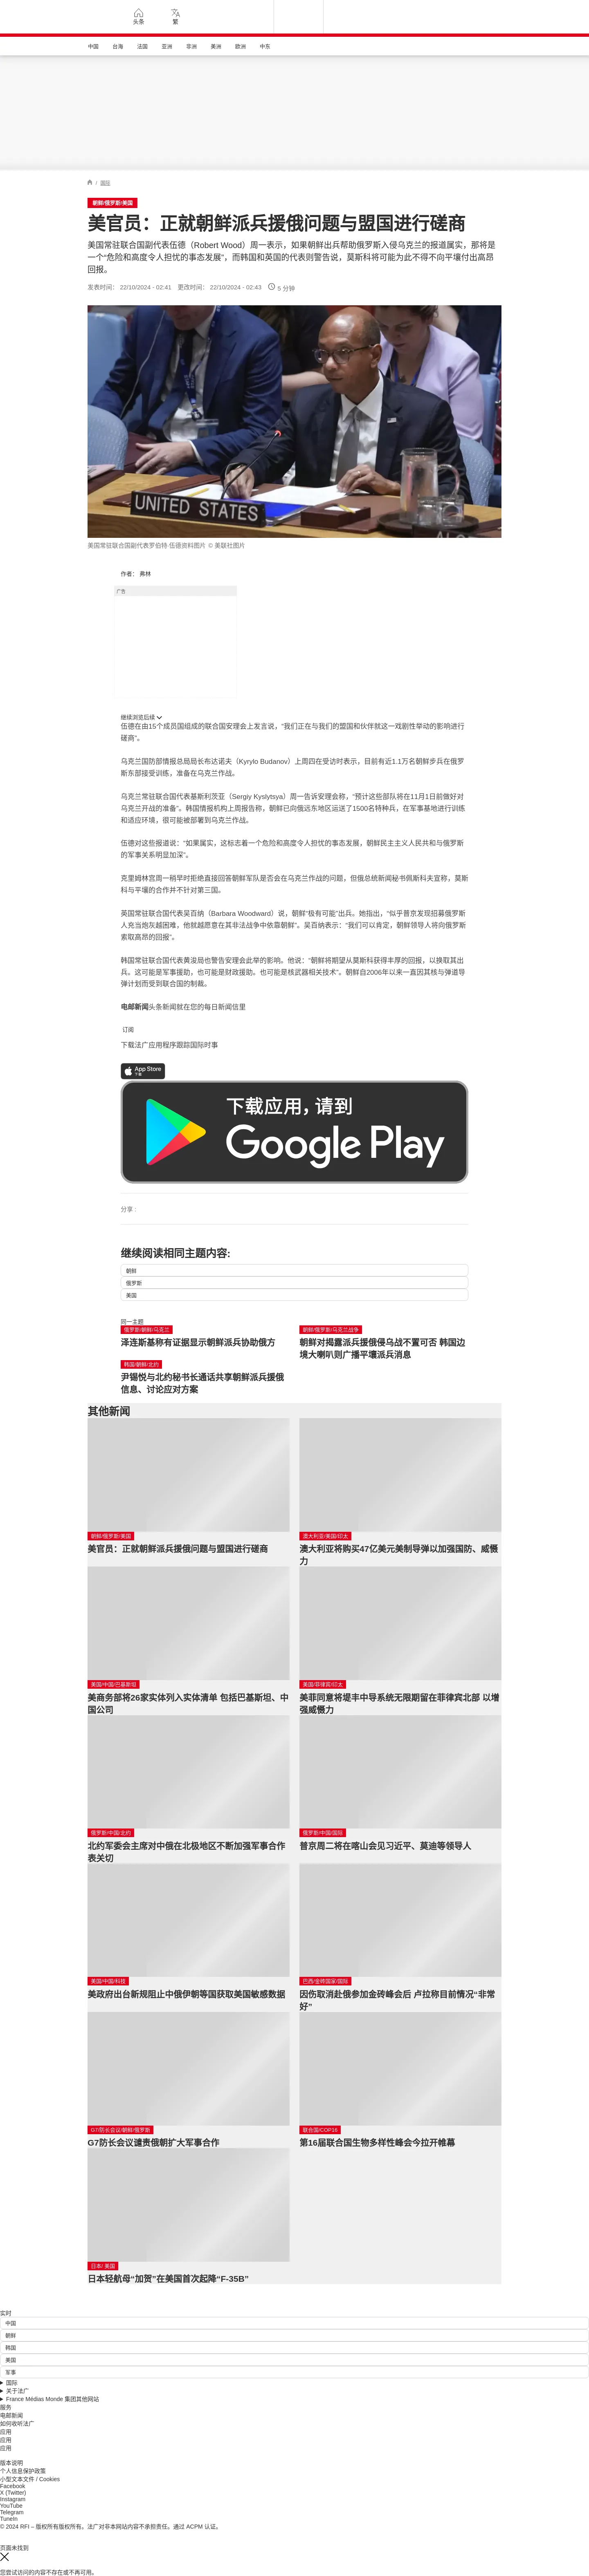 头条
繁
中国
台海
法国
亚洲
非洲
美洲
欧洲
中东
/ 国际
朝鲜/俄罗斯/美国
美官员：正就朝鲜派兵援俄问题与盟国进行磋商
美国常驻联合国副代表伍德（Robert Wood）周一表示，如果朝鲜出兵帮助俄罗斯入侵乌克兰的报道属实，那将是
一个“危险和高度令人担忧的事态发展”，而韩国和英国的代表则警告说，莫斯科将可能为此不得不向平壤付出高昂
回报。
发表时间： 22/10/2024 - 02:41 更改时间： 22/10/2024 - 02:43 5 分钟
UNITED STATES
美国常驻联合国副代表罗伯特·伍德资料图片 © 美联社图片
作者： 弗林
广告
继续浏览后续
伍德在由15个成员国组成的联合国安理会上发言说，“我们正在与我们的盟国和伙伴就这一戏剧性举动的影响进行
磋商”。
乌克兰国防部情报总局局长布达诺夫（Kyrylo Budanov）上周四在受访时表示，目前有近1.1万名朝鲜步兵在俄罗
斯东部接受训练，准备在乌克兰作战。
乌克兰常驻联合国代表基斯利茨亚（Sergiy Kyslytsya）周一告诉安理会称，“预计这些部队将在11月1日前做好对
乌克兰开战的准备”。韩国情报机构上周报告称，朝鲜已向俄远东地区运送了1500名特种兵，在军事基地进行训练
和适应环境，很可能被部署到乌克兰作战。
伍德对这些报道说：“如果属实，这标志着一个危险和高度令人担忧的事态发展，朝鲜民主主义人民共和与俄罗斯
的军事关系明显加深”。
克里姆林宫周一稍早时拒绝直接回答朝鲜军队是否会在乌克兰作战的问题，但俄总统新闻秘书佩斯科夫宣称，莫斯
科与平壤的合作并不针对第三国。
英国常驻联合国代表吴百纳（Barbara Woodward）说，朝鲜“极有可能”出兵。她指出，“似乎普京发现招募俄罗斯
人充当炮灰越困难，他就越愿意在其非法战争中依靠朝鲜”。吴百纳表示：“我们可以肯定，朝鲜领导人将向俄罗斯
索取高昂的回报”。
韩国常驻联合国代表黄浚局也警告安理会此举的影响。他说：“朝鲜将期望从莫斯科获得丰厚的回报，以换取其出
兵。这可能是军事援助，也可能是财政援助。也可能是核武器相关技术”。朝鲜自2006年以来一直因其核与弹道导
弹计划而受到联合国的制裁。
电邮新闻头条新闻就在您的每日新闻信里
订阅
下载法广应用程序跟踪国际时事
App Store
下载
下载应用，请到
Google Play
分享 :
继续阅读相同主题内容:
朝鲜
俄罗斯
美国
同一主题
俄罗斯/朝鲜/乌克兰
泽连斯基称有证据显示朝鲜派兵协助俄方
朝鲜/俄罗斯/乌克兰战争
朝鲜对揭露派兵援俄侵乌战不置可否 韩国边
境大喇叭则广播平壤派兵消息
韩国/朝鲜/北约
尹锡悦与北约秘书长通话共享朝鲜派兵援俄
信息、讨论应对方案
其他新闻
朝鲜/俄罗斯/美国
美官员：正就朝鲜派兵援俄问题与盟国进行磋商
澳大利亚/美国/印太
澳大利亚将购买47亿美元美制导弹以加强国防、威慑
力
美国/中国/巴基斯坦
美商务部将26家实体列入实体清单 包括巴基斯坦、中
国公司
美国/菲律宾/印太
美菲同意将堤丰中导系统无限期留在菲律宾北部 以增
强威慑力
俄罗斯/中国/北约
北约军委会主席对中俄在北极地区不断加强军事合作
表关切
俄罗斯/中国/国际
普京周二将在喀山会见习近平、莫迪等领导人
美国/中国/科技
美政府出台新规阻止中俄伊朝等国获取美国敏感数据
巴西/金砖国家/国际
因伤取消赴俄参加金砖峰会后 卢拉称目前情况“非常
好”
G7/防长会议/朝鲜/俄罗斯
G7防长会议谴责俄朝扩大军事合作
联合国/COP16
第16届联合国生物多样性峰会今拉开帷幕
日本/ 美国
日本轻航母“加贺”在美国首次起降“F-35B”
实时
中国
朝鲜
韩国
美国
军事
国际
关于法广
France Médias Monde 集团其他网站
服务
电邮新闻
如何收听法广
应用
应用
应用
版本说明
个人信息保护政策
小型文本文件 / Cookies
Facebook
X (Twitter)
Instagram
YouTube
Telegram
TuneIn
© 2024 RFI – 版权所有版权所有。法广对非本网站内容不承担责任。通过 ACPM 认证。
页面未找到
您尝试访问的内容不存在或不再可用。